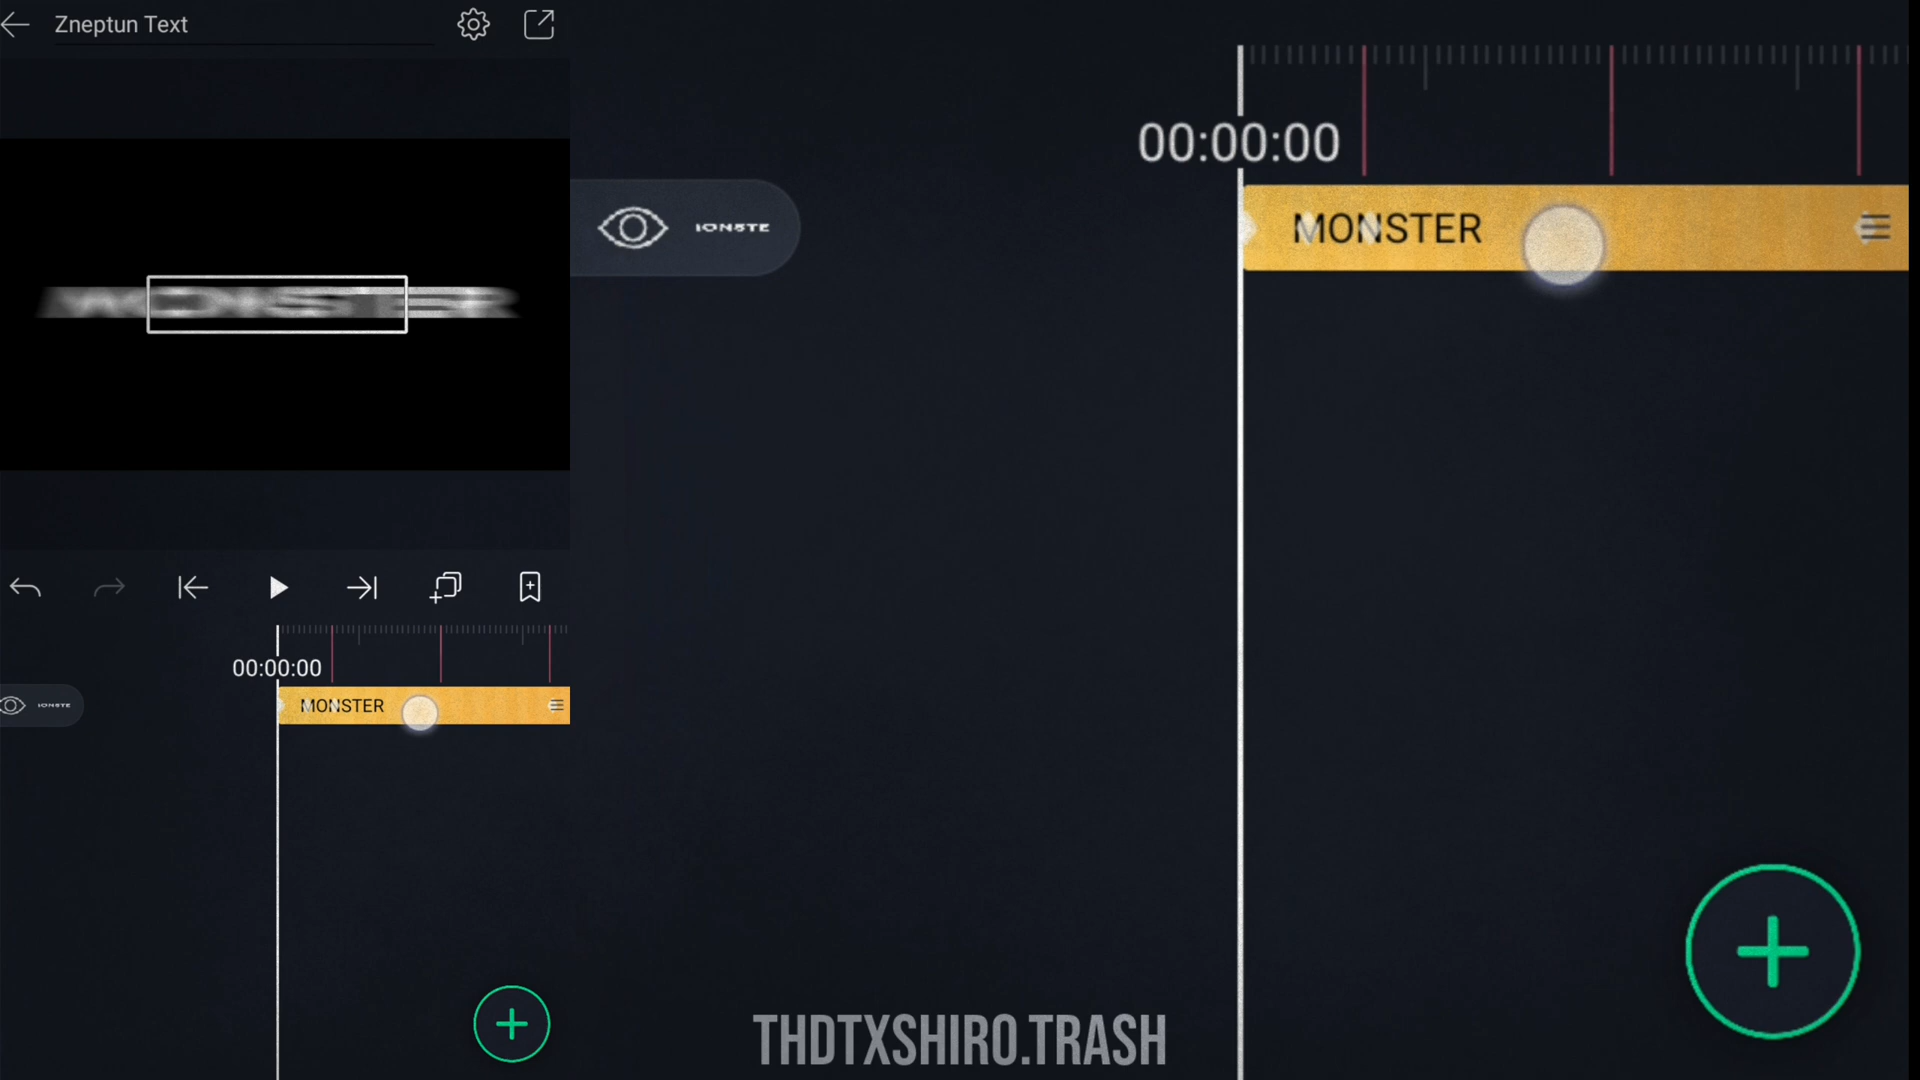 Zneptun Text
00:00:00
IONSTE
MONSTER
00:00:00
IONSTE
MONSTER
THDTXSHIRO.TRASH